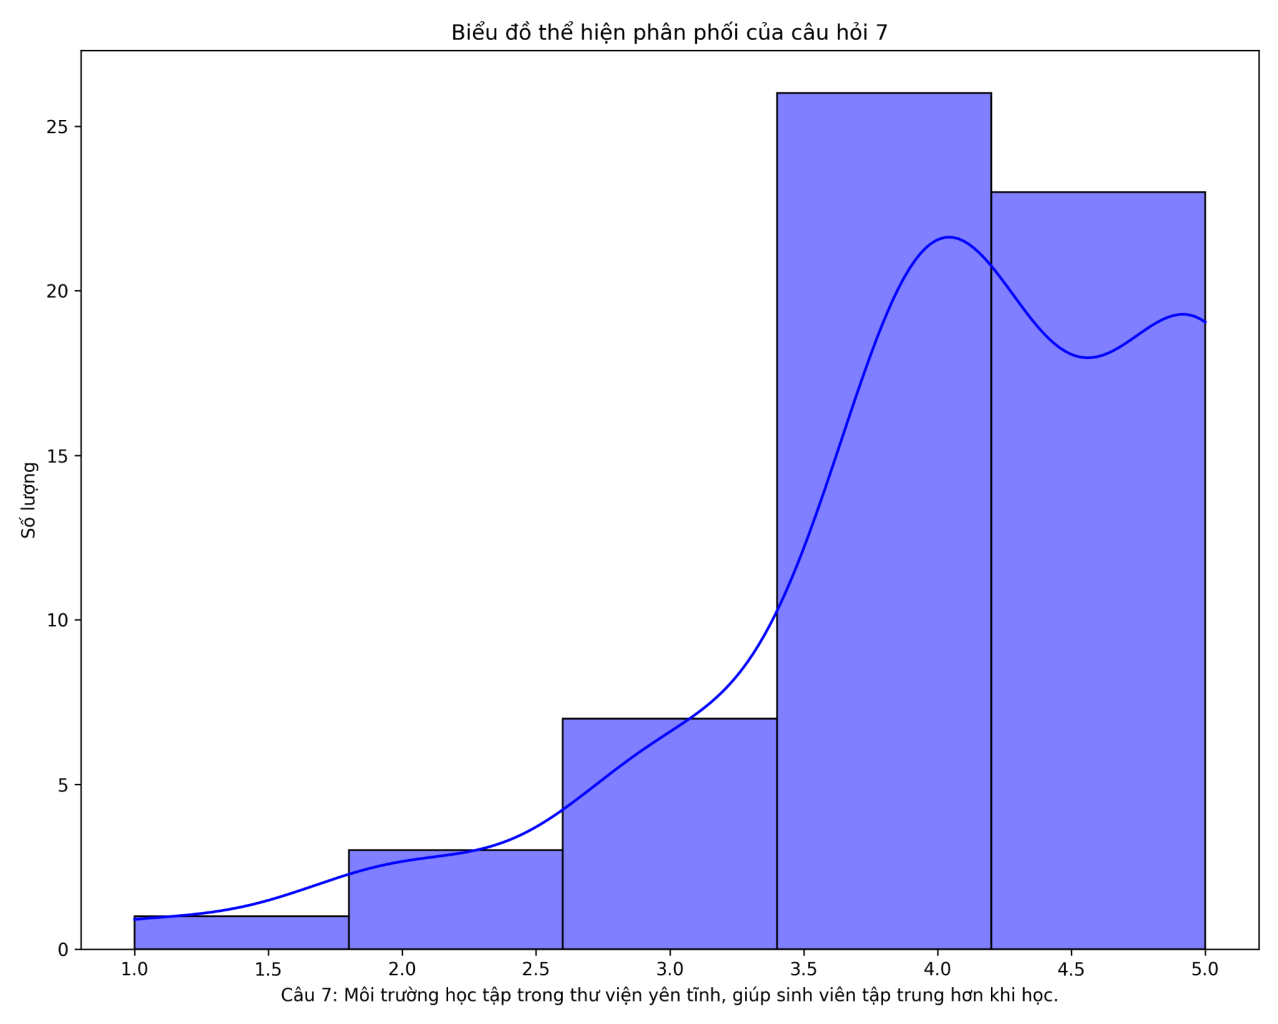 Biểu đồ thể hiện phân phối của câu hỏi 7
25
20
15
10
5
0
Số lượng
1.0 1.5 2.0 2.5 3.0 3.5 4.0 4.5 5.0
Câu 7: Môi trường học tập trong thư viện yên tĩnh, giúp sinh viên tập trung hơn khi học.